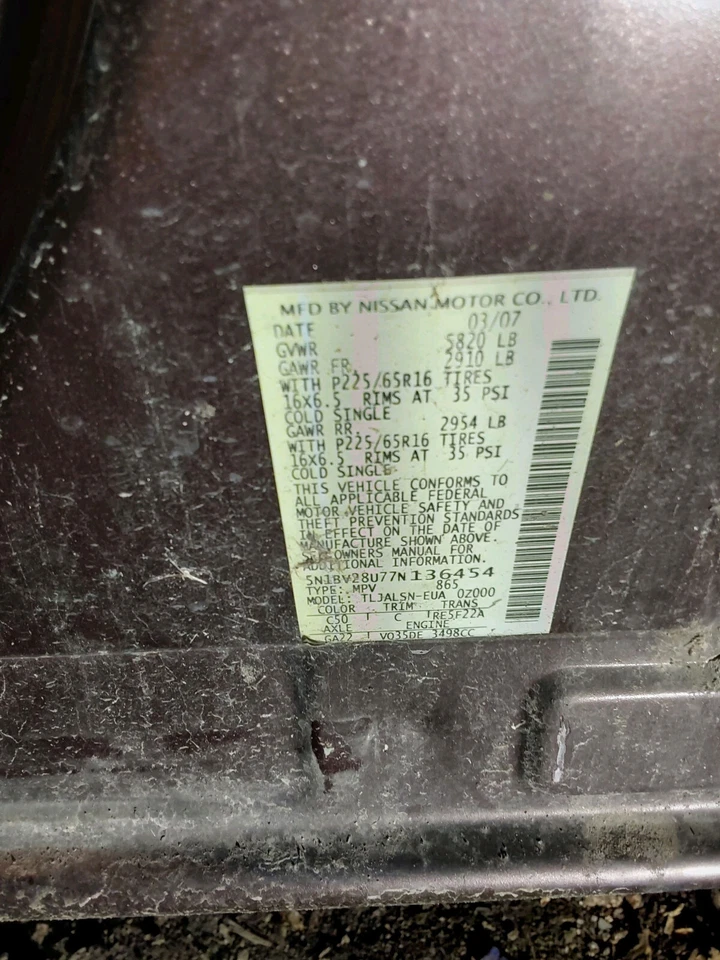 MFD BY NISSAN MOTOR CO., LTD.
DATE 03/07
GVWR 5820 LB
GAWR FR. 2910 LB
WITH P225/65R16 TIRES
16X6.5 RIMS AT 35 PSI
COLD SINGLE
GAWR RR. 2954 LB
WITH P225/65R16 TIRES
16X6.5 RIMS AT 35 PSI
COLD SINGLE
THIS VEHICLE CONFORMS TO
ALL APPLICABLE FEDERAL
MOTOR VEHICLE SAFETY AND
THEFT PREVENTION STANDARDS
IN EFFECT ON THE DATE OF
MANUFACTURE SHOWN ABOVE.
SEE OWNERS MANUAL FOR
ADDITIONAL INFORMATION.
5N1BV28U77N136454
TYPE: MPV 865
MODEL: TLJALSN-EUA 0Z000
COLOR TRIM TRANS
C50 C RE5F22A
AXLE ENGINE
GA22 VQ35DE 3498CC